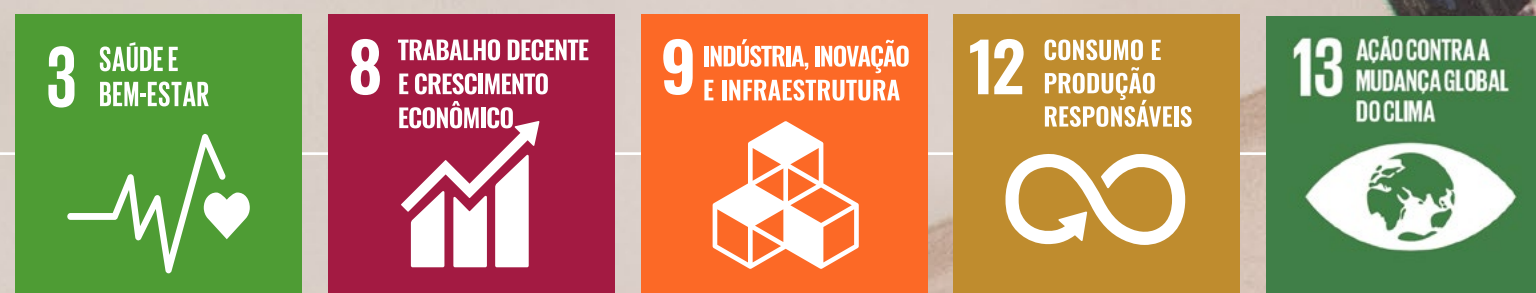 3 SAÚDE E
BEM-ESTAR
8 TRABALHO DECENTE
E CRESCIMENTO
ECONÔMICO
9 INDÚSTRIA, INOVAÇÃO
E INFRAESTRUTURA
12 CONSUMO E
PRODUÇÃO
RESPONSÁVEIS
13 AÇÃO CONTRA A
MUDANÇA GLOBAL
DO CLIMA